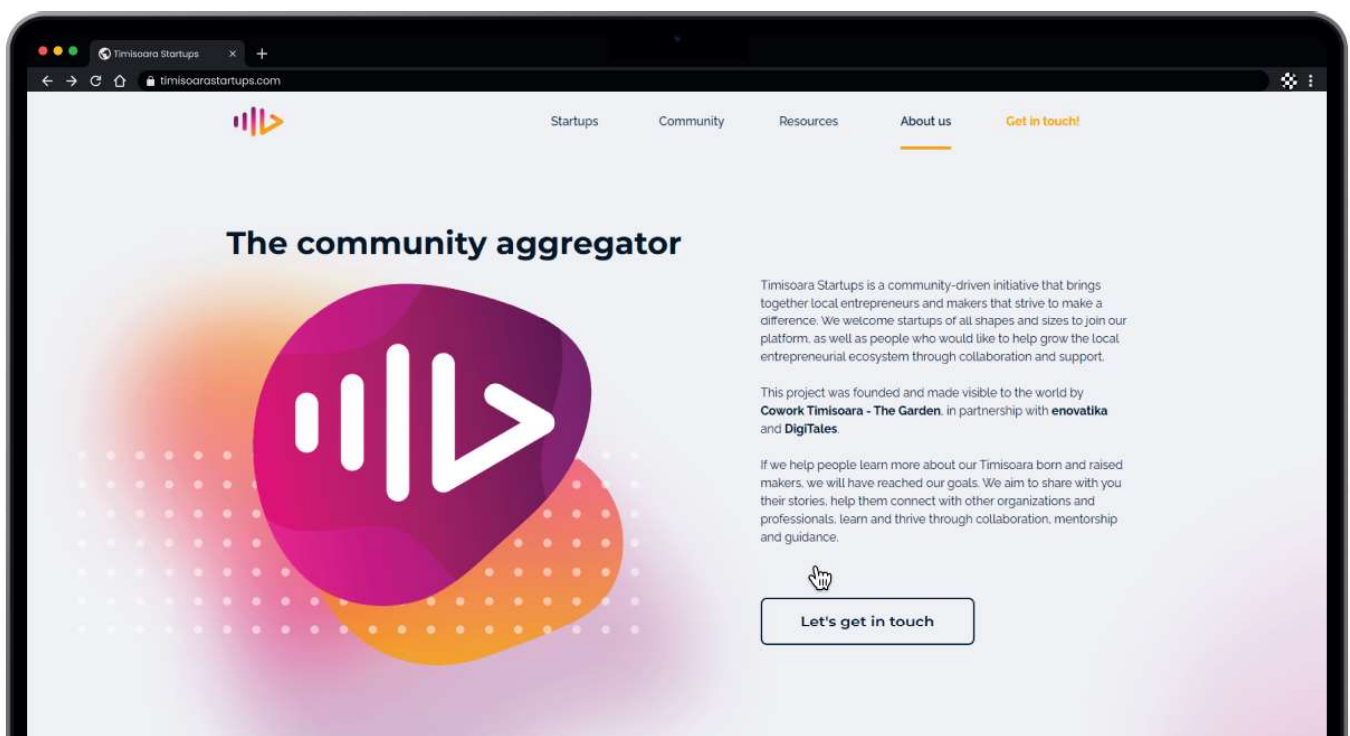 Timisoara Startups
timisoarastartups.com
Startups Community Resources About us Get in touch!
The community aggregator
Timisoara Startups is a community-driven initiative that brings
together local entrepreneurs and makers that strive to make a
difference. We welcome startups of all shapes and sizes to join our
platform, as well as people who would like to help grow the local
entrepreneurial ecosystem through collaboration and support.
This project was founded and made visible to the world by
Cowork Timisoara - The Garden, in partnership with enovatika
and DigiTales.
If we help people learn more about our Timisoara born and raised
makers, we will have reached our goals. We aim to share with you
their stories, help them connect with other organizations and
professionals, learn and thrive through collaboration, mentorship
and guidance.
Let's get in touch